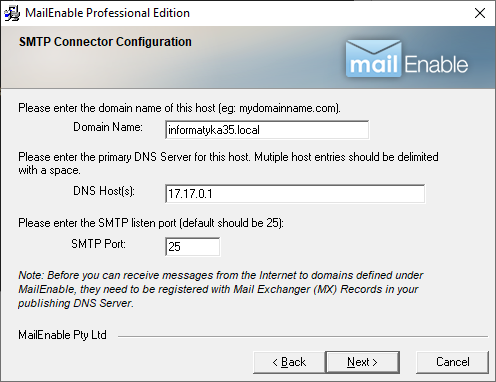 MailEnable Professional Edition
SMTP Connector Configuration
mail Enable
Please enter the domain name of this host (eg: mydomainname.com).
Domain Name: informatyka35.local
Please enter the primary DNS Server for this host. Mutiple host entries should be delimited
with a space.
DNS Host(s): 17.17.0.1
Please enter the SMTP listen port (default should be 25):
SMTP Port: 25
Note: Before you can receive messages from the Internet to domains defined under
MailEnable, they need to be registered with Mail Exchanger (MX) Records in your
publishing DNS Server.
MailEnable Pty Ltd
< Back Next > Cancel